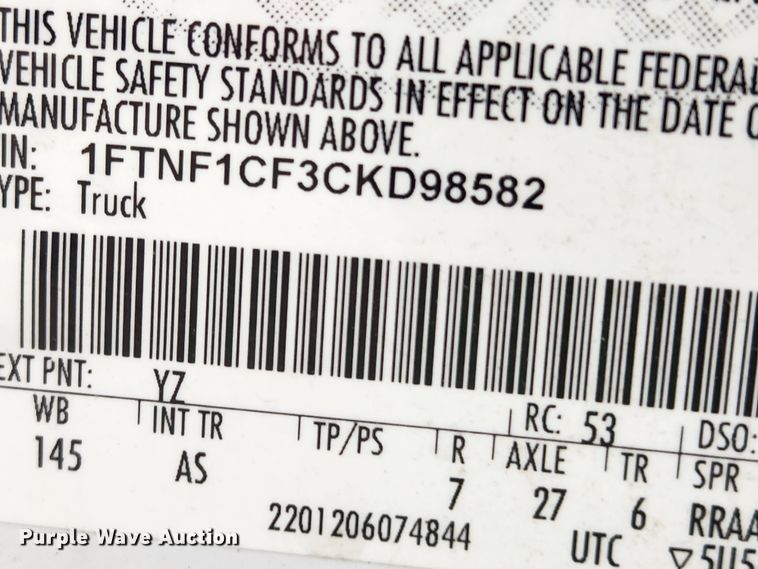 THIS VEHICLE CONFORMS TO ALL APPLICABLE FEDERAL
VEHICLE SAFETY STANDARDS IN EFFECT ON THE DATE O
MANUFACTURE SHOWN ABOVE.
IN: 1FTNF1CF3CKD98582
YPE: Truck
EXT PNT: YZ RC: 53 DSO:
WB INT TR TP/PS R AXLE TR SPR
145 AS 7 27 6 RRAA
2201206074844 UTC ▽5U5
Purple Wave Auction